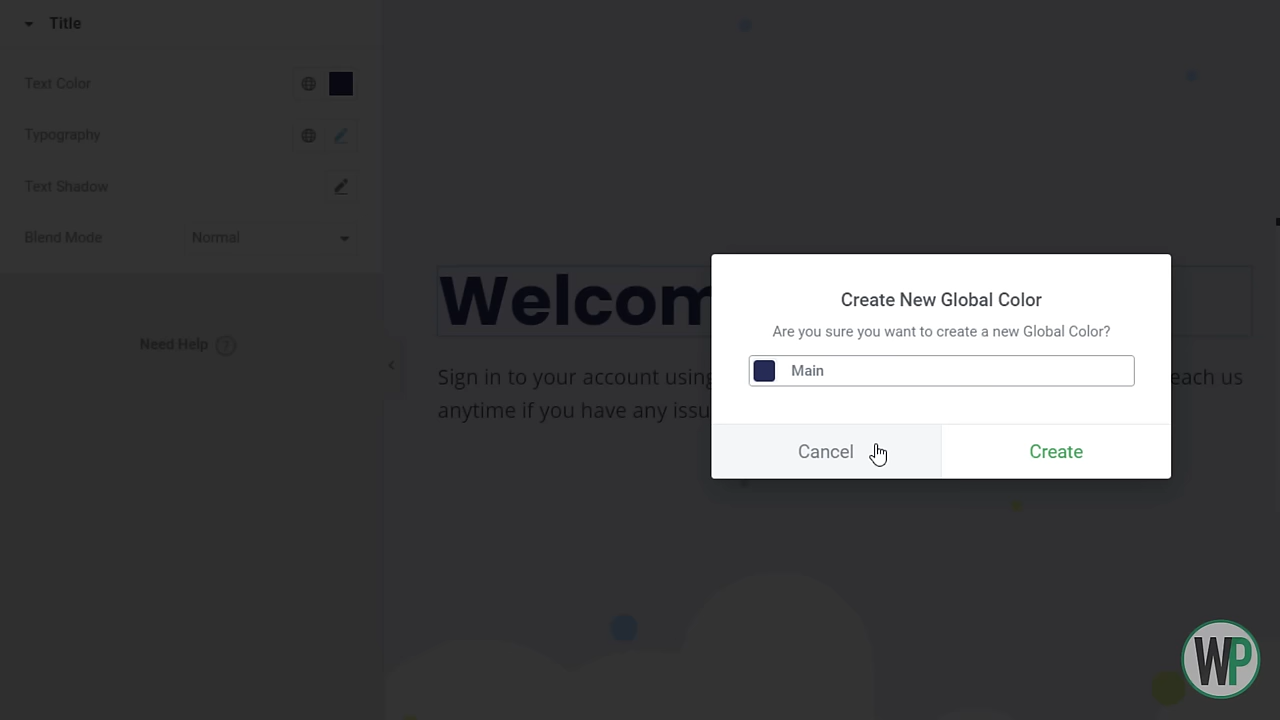 Title
Text Color
Typography
Text Shadow
Blend Mode Normal
Need Help ?
Welcom
Sign in to your account using each us
anytime if you have any issu
Create New Global Color
Are you sure you want to create a new Global Color?
Main
Cancel Create
WP